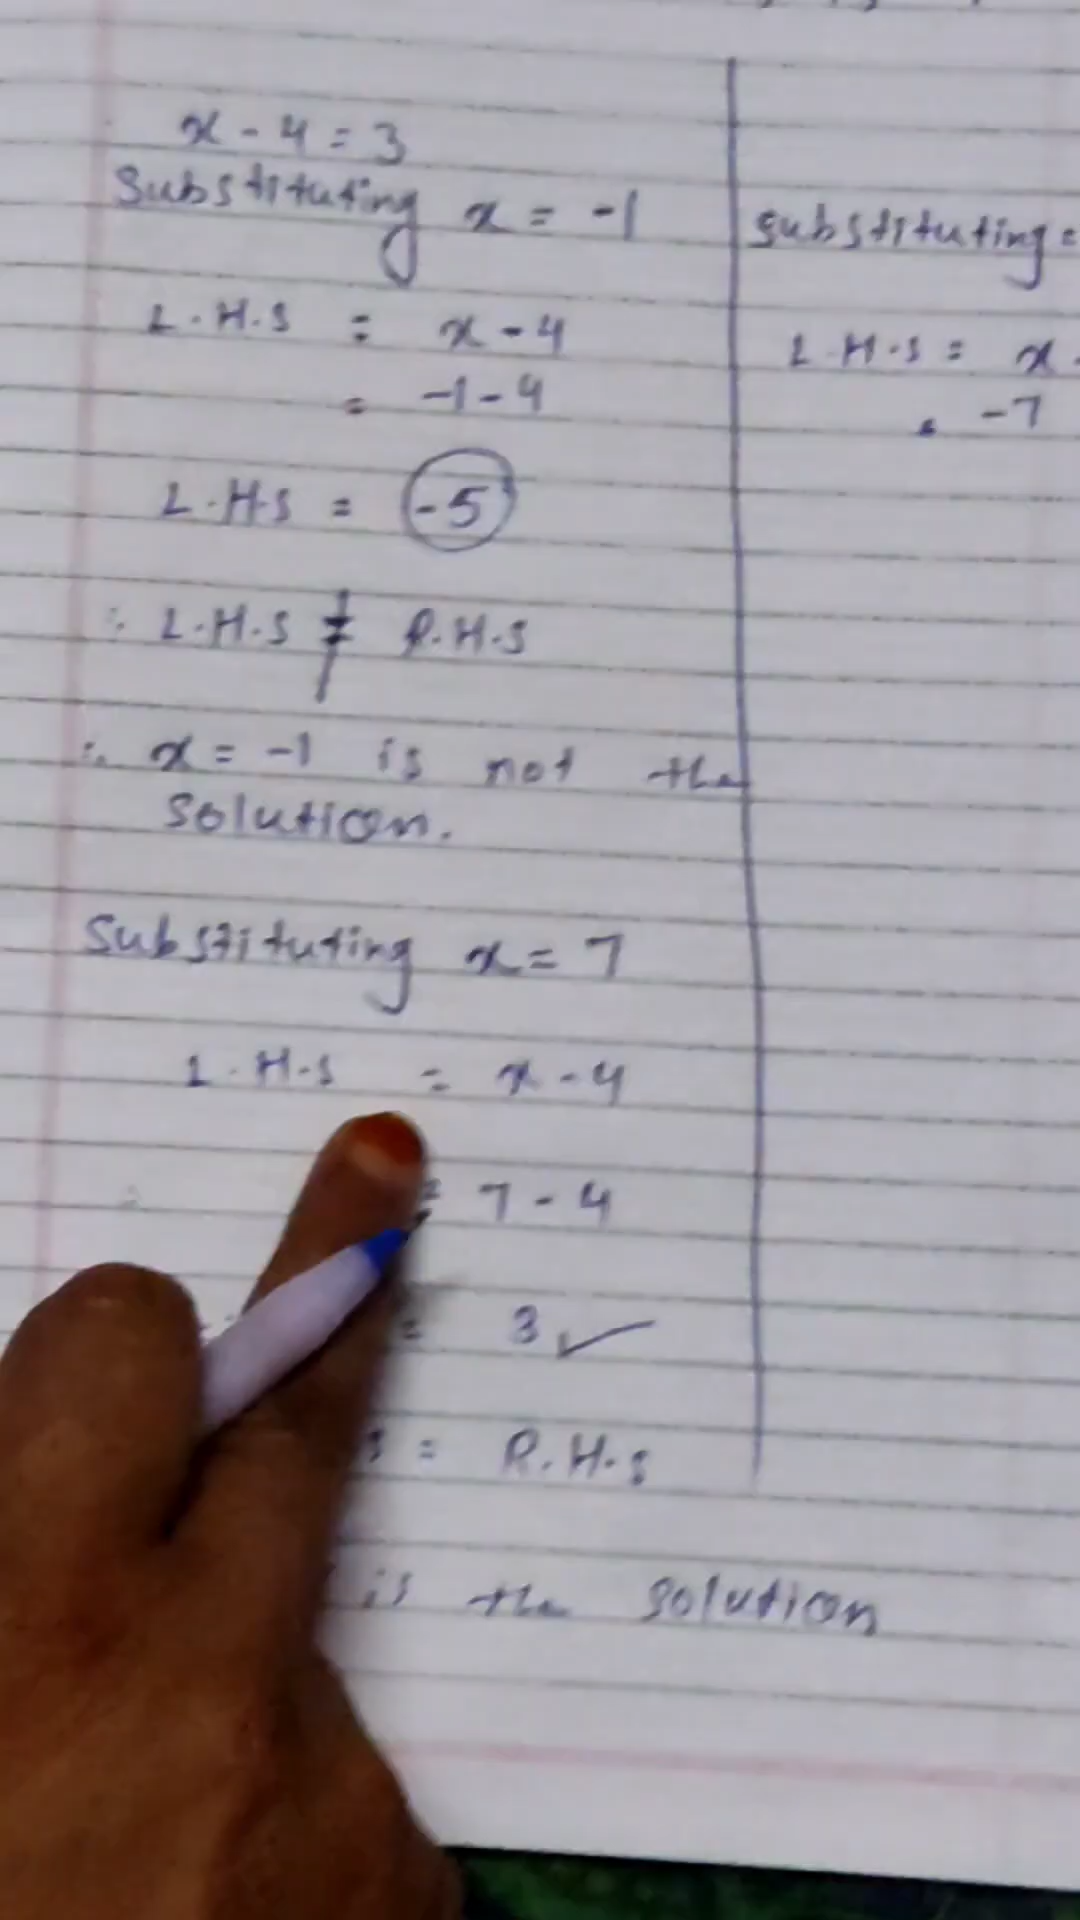 x - 4 = 3
Substituting x = -1
L.H.S = x - 4
= -1 - 4
L.H.S = -5
∴ L.H.S ≠ R.H.S
∴ x = -1 is not the
solution.
Substituting x = 7
L.H.S = x - 4
= 7 - 4
= 3 ✓
= R.H.S
is the solution
substituting =
L.H.S = x
= -7